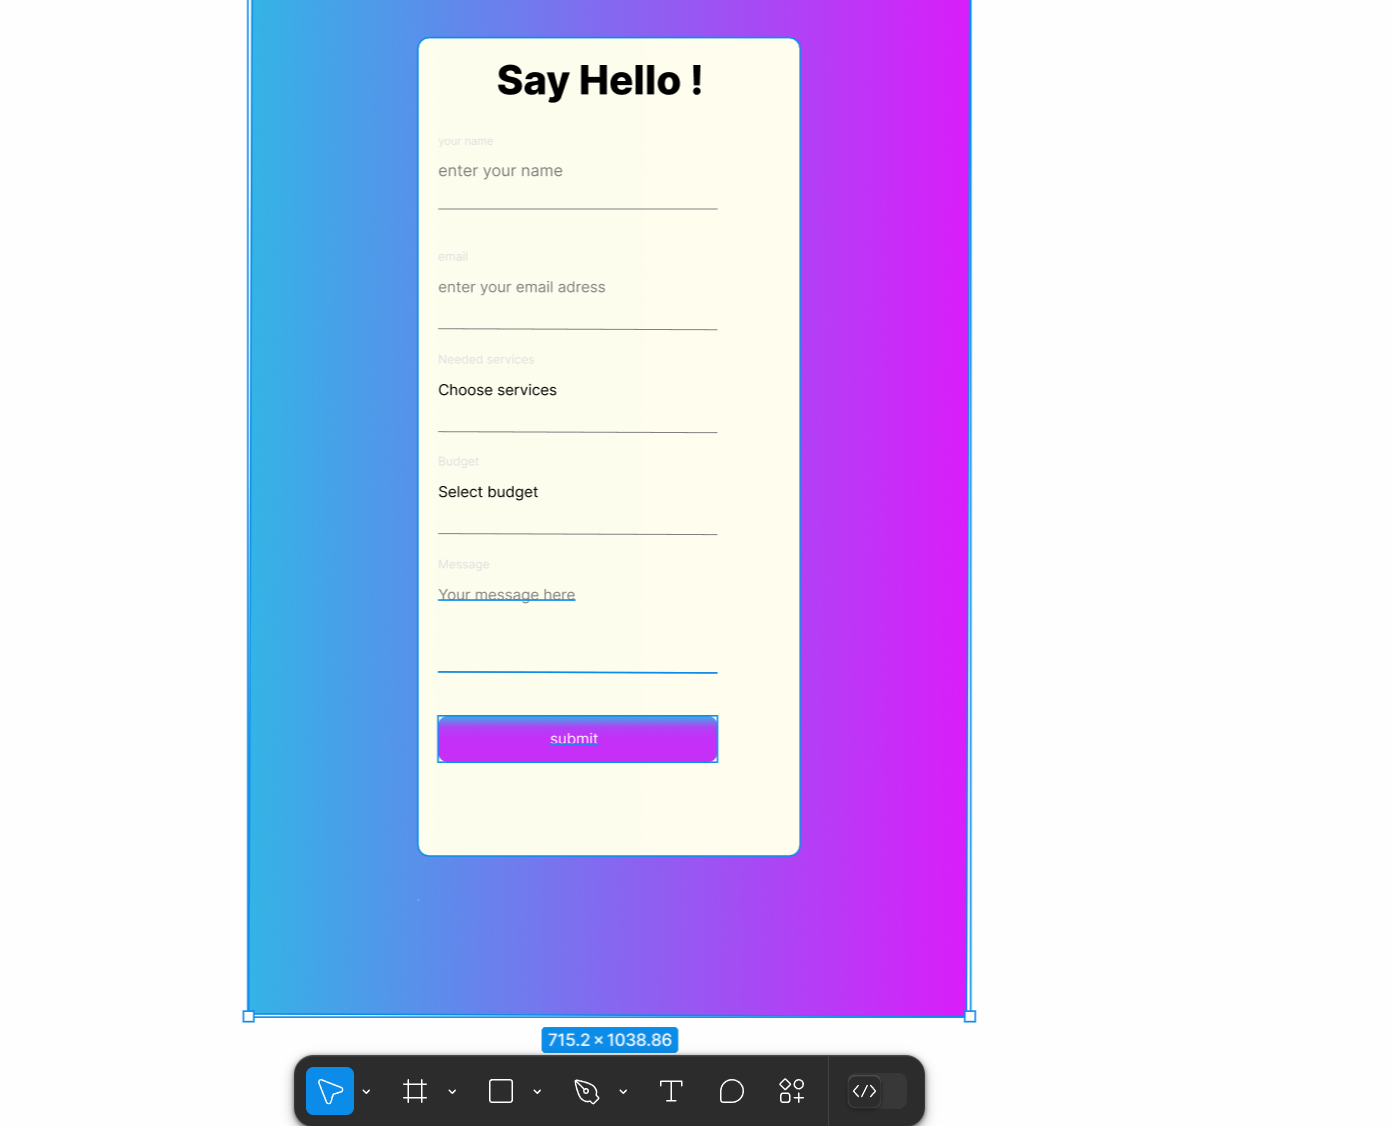 Say Hello !
your name
enter your name
email
enter your email adress
Needed services
Choose services
Budget
Select budget
Message
Your message here
submit
715.2 × 1038.86